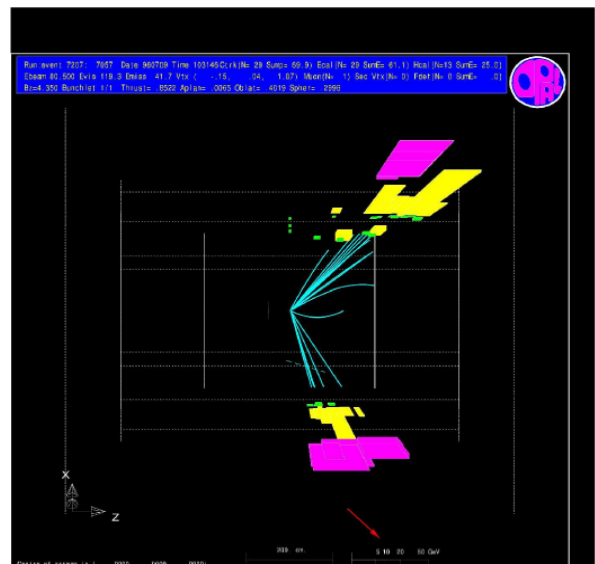 Run:event 7207: 7857 Date 960709 Time 103146 Ctrk(N= 29 Sump= 69.9) Ecal(N= 29 SumE= 61.1) Hcal(N=13 SumE= 25.0)
Ebeam 80.500 Evis 119.3 Emiss 41.7 Vtx ( -.15, .04, 1.07) Muon(N= 1) Sec Vtx(N= 0) Fdet(N= 0 SumE= .0)
Bz=4.350 Bunchlet 1/1 Thrust= .8520 Aplan= .0065 Oblat= .4019 Spher= .2996
OPAL
X
Z
200. cm.
5 10 20 50 GeV